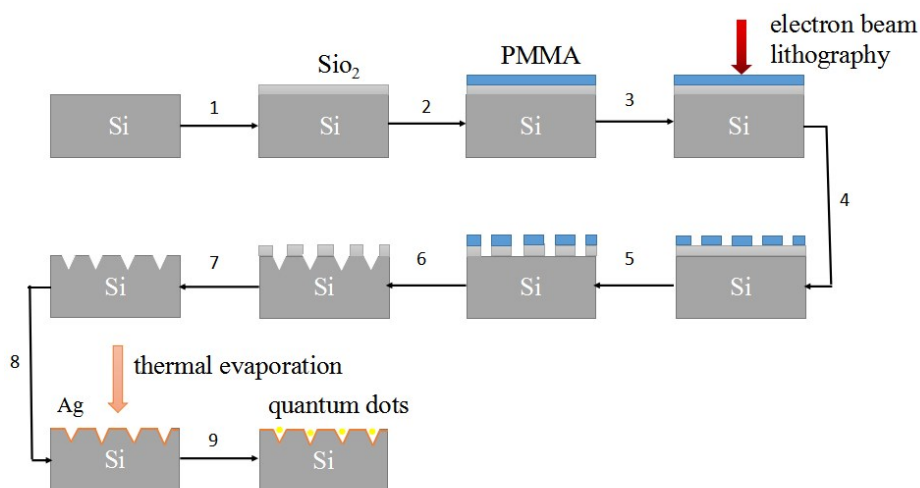 electron beam
lithography
Sio₂
PMMA
Si
1
Si
2
Si
3
Si
4
Si
7
Si
6
Si
5
Si
8
thermal evaporation
Ag
quantum dots
Si
9
Si